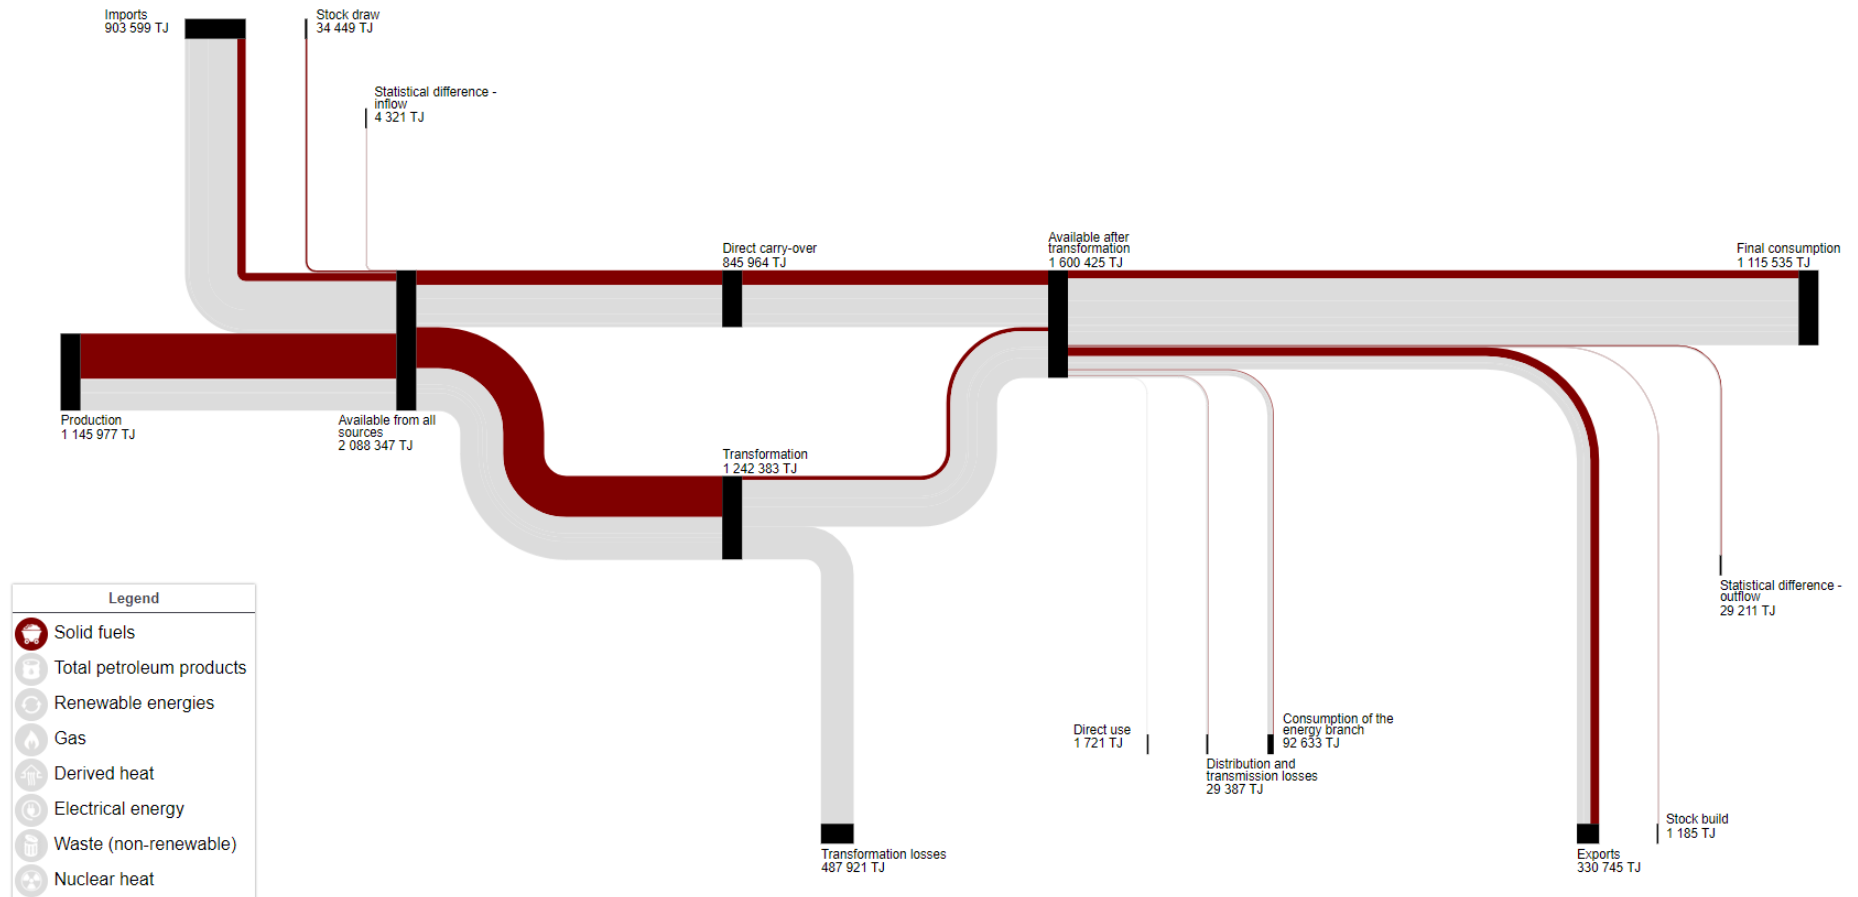 Imports
903 599 TJ
Stock draw
34 449 TJ
Statistical difference -
inflow
4 321 TJ
Direct carry-over
845 964 TJ
Available after
transformation
1 600 425 TJ
Final consumption
1 115 535 TJ
Production
1 145 977 TJ
Available from all
sources
2 088 347 TJ
Transformation
1 242 383 TJ
Statistical difference -
outflow
29 211 TJ
Legend
Solid fuels
Total petroleum products
Renewable energies
Gas
Derived heat
Electrical energy
Waste (non-renewable)
Nuclear heat
Direct use
1 721 TJ
Consumption of the
energy branch
92 633 TJ
Distribution and
transmission losses
29 387 TJ
Stock build
1 185 TJ
Transformation losses
487 921 TJ
Exports
330 745 TJ